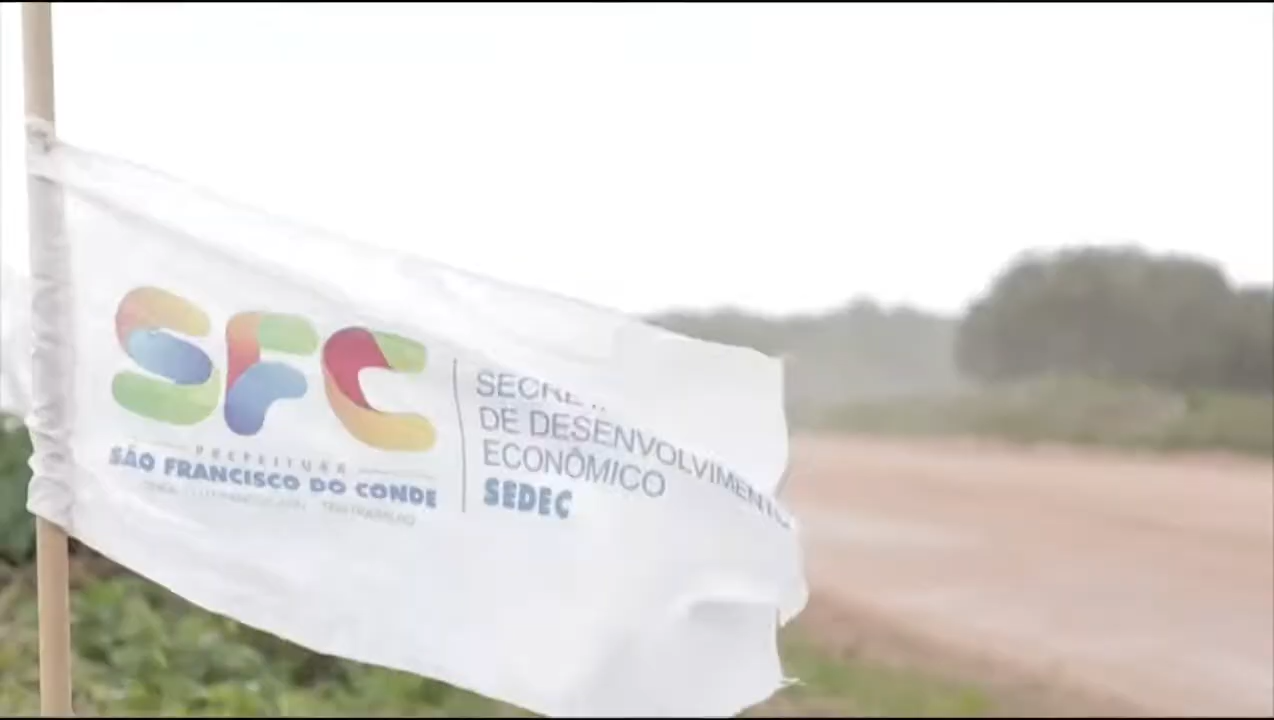 SFC
PREFEITURA
SÃO FRANCISCO DO CONDE
DE DESENVOLVIMENTO
ECONÔMICO
SEDEC